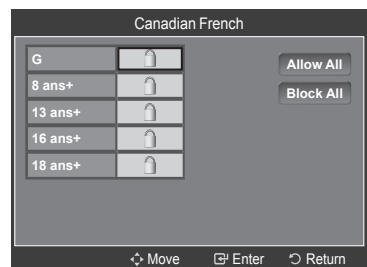 Canadian French
G
Allow All
8 ans+
Block All
13 ans+
16 ans+
18 ans+
Move Enter Return